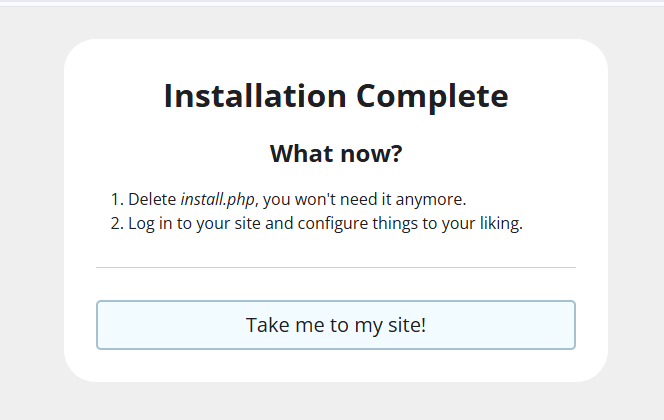 Installation Complete
What now?
1. Delete install.php, you won't need it anymore.
2. Log in to your site and configure things to your liking.
Take me to my site!